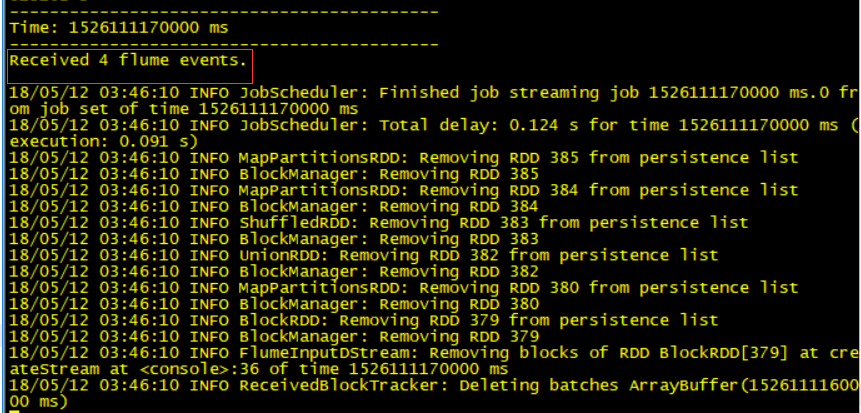 -------------------------------------------
Time: 1526111170000 ms
-------------------------------------------
Received 4 flume events.
18/05/12 03:46:10 INFO JobScheduler: Finished job streaming job 1526111170000 ms.0 fr
om job set of time 1526111170000 ms
18/05/12 03:46:10 INFO JobScheduler: Total delay: 0.124 s for time 1526111170000 ms (
execution: 0.091 s)
18/05/12 03:46:10 INFO MapPartitionsRDD: Removing RDD 385 from persistence list
18/05/12 03:46:10 INFO BlockManager: Removing RDD 385
18/05/12 03:46:10 INFO MapPartitionsRDD: Removing RDD 384 from persistence list
18/05/12 03:46:10 INFO BlockManager: Removing RDD 384
18/05/12 03:46:10 INFO ShuffledRDD: Removing RDD 383 from persistence list
18/05/12 03:46:10 INFO BlockManager: Removing RDD 383
18/05/12 03:46:10 INFO UnionRDD: Removing RDD 382 from persistence list
18/05/12 03:46:10 INFO BlockManager: Removing RDD 382
18/05/12 03:46:10 INFO MapPartitionsRDD: Removing RDD 380 from persistence list
18/05/12 03:46:10 INFO BlockManager: Removing RDD 380
18/05/12 03:46:10 INFO BlockRDD: Removing RDD 379 from persistence list
18/05/12 03:46:10 INFO BlockManager: Removing RDD 379
18/05/12 03:46:10 INFO FlumeInputDStream: Removing blocks of RDD BlockRDD[379] at cre
ateStream at <console>:36 of time 1526111170000 ms
18/05/12 03:46:10 INFO ReceivedBlockTracker: Deleting batches ArrayBuffer(15261111600
00 ms)